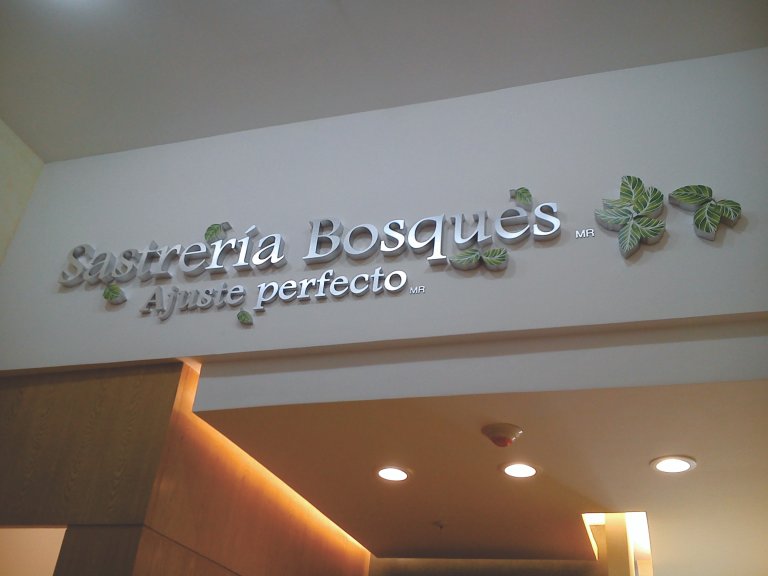 Sastrería Bosques MR
Ajuste perfecto MR